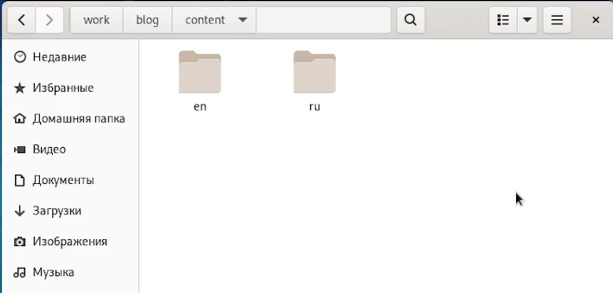 work blog content
Недавние
Избранные
Домашняя папка
Видео
Документы
Загрузки
Изображения
Музыка
en ru